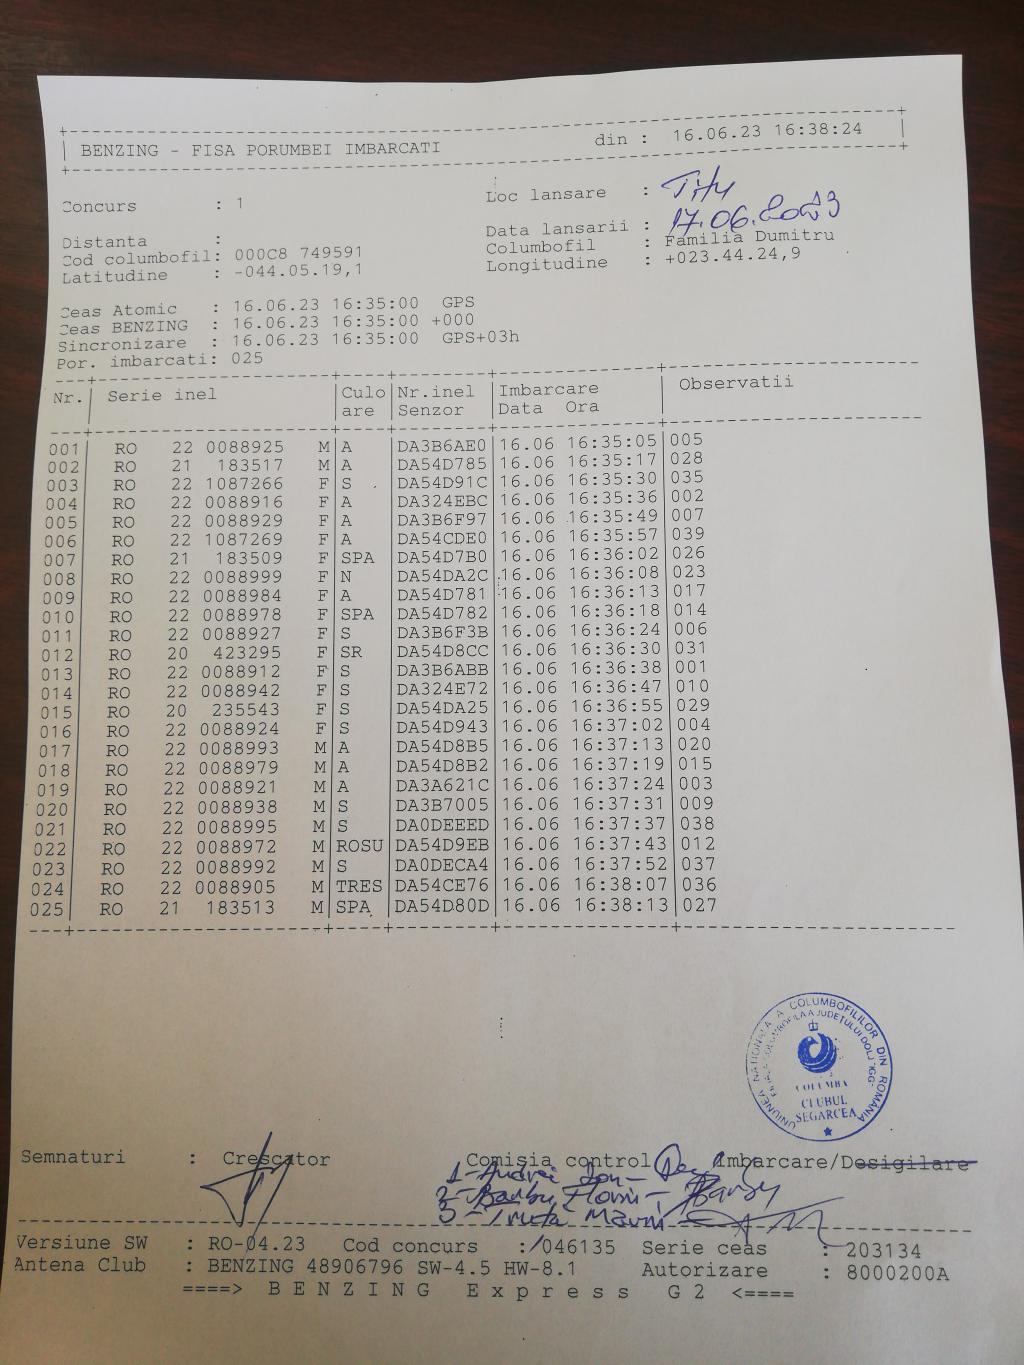 BENZING - FISA PORUMBEI IMBARCATI din : 16.06.23 16:38:24
Concurs : 1 Loc lansare : Titu
Distanta : Data lansarii : 17.06.2023
Cod columbofil: 000C8 749591 Columbofil : Familia Dumitru
Latitudine : -044.05.19,1 Longitudine : +023.44.24,9
Ceas Atomic : 16.06.23 16:35:00 GPS
Ceas BENZING : 16.06.23 16:35:00 +000
Sincronizare : 16.06.23 16:35:00 GPS+03h
Por. imbarcati: 025
Nr. Serie inel Culo Nr.inel Imbarcare Observatii
are Senzor Data Ora
001 RO 22 0088925 M A DA3B6AE0 16.06 16:35:05 005
002 RO 21 183517 M A DA54D785 16.06 16:35:17 028
003 RO 22 1087266 F S DA54D91C 16.06 16:35:30 035
004 RO 22 0088916 F A DA324EBC 16.06 16:35:36 002
005 RO 22 0088929 F A DA3B6F97 16.06 16:35:49 007
006 RO 22 1087269 F A DA54CDE0 16.06 16:35:57 039
007 RO 21 183509 F SPA DA54D7B0 16.06 16:36:02 026
008 RO 22 0088999 F N DA54DA2C 16.06 16:36:08 023
009 RO 22 0088984 F A DA54D781 16.06 16:36:13 017
010 RO 22 0088978 F SPA DA54D782 16.06 16:36:18 014
011 RO 22 0088927 F S DA3B6F3B 16.06 16:36:24 006
012 RO 20 423295 F SR DA54D8CC 16.06 16:36:30 031
013 RO 22 0088912 F S DA3B6ABB 16.06 16:36:38 001
014 RO 22 0088942 F S DA324E72 16.06 16:36:47 010
015 RO 20 235543 F S DA54DA25 16.06 16:36:55 029
016 RO 22 0088924 F S DA54D943 16.06 16:37:02 004
017 RO 22 0088993 M A DA54D8B5 16.06 16:37:13 020
018 RO 22 0088979 M A DA54D8B2 16.06 16:37:19 015
019 RO 22 0088921 M A DA3A621C 16.06 16:37:24 003
020 RO 22 0088938 M S DA3B7005 16.06 16:37:31 009
021 RO 22 0088995 M S DA0DEEED 16.06 16:37:37 038
022 RO 22 0088972 M ROSU DA54D9EB 16.06 16:37:43 012
023 RO 22 0088992 M S DA0DECA4 16.06 16:37:52 037
024 RO 22 0088905 M TRES DA54CE76 16.06 16:38:07 036
025 RO 21 183513 M SPA DA54D80D 16.06 16:38:13 027
UNIUNEA NATIONALA A COLUMBOFILILOR DIN ROMANIA
COLUMBOFILA A JUDETULUI DOLJ
COLUMBA
CLUBUL
SEGARCEA
Semnaturi : Crescator Comisia control Imbarcare/Desigilare
1-Andrei Ion-
2-Barbu Florin-
3-
Versiune SW : RO-04.23 Cod concurs :/046135 Serie ceas : 203134
Antena Club : BENZING 48906796 SW-4.5 HW-8.1 Autorizare : 8000200A
====> BENZING Express G2 <====